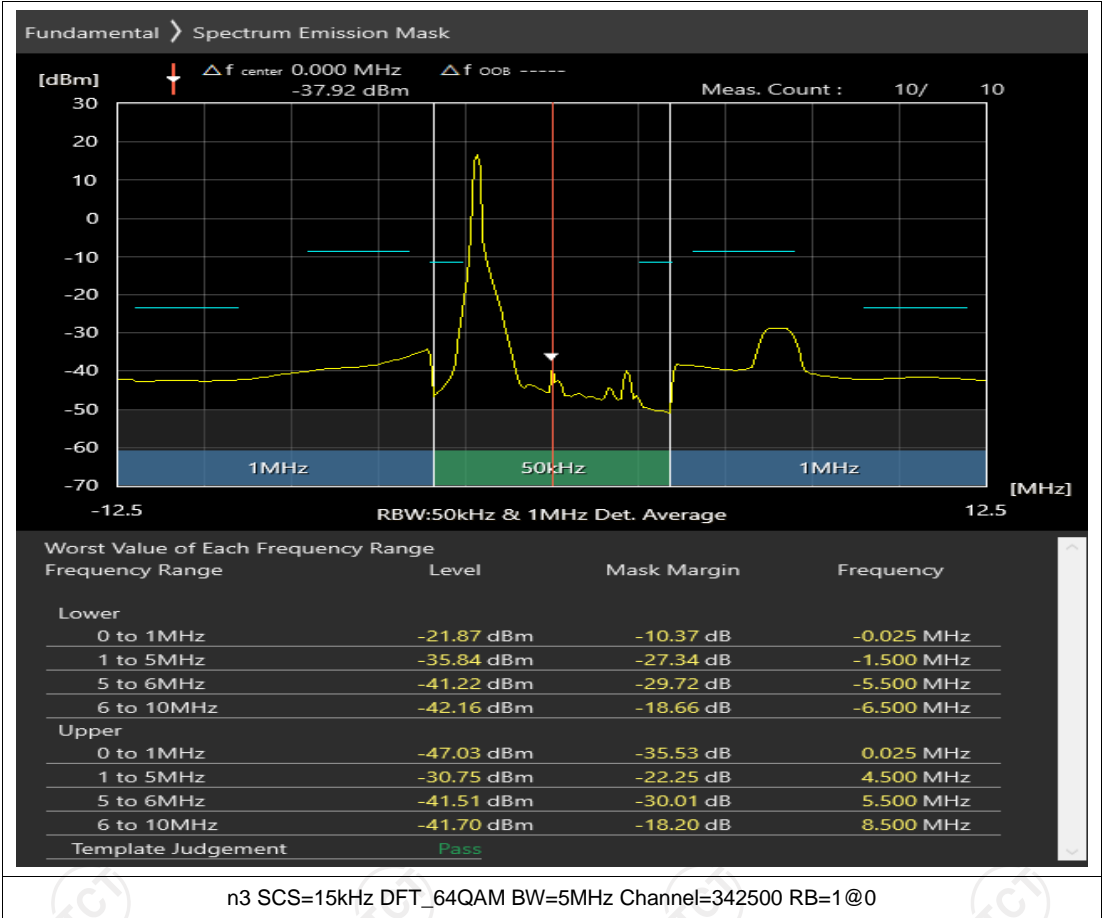 Fundamental 〉 Spectrum Emission Mask
[dBm] △f center 0.000 MHz △f OOB -----
-37.92 dBm Meas. Count : 10/ 10
30
20
10
0
-10
-20
-30
-40
-50
-60
-70
1MHz 50kHz 1MHz
[MHz]
-12.5 RBW:50kHz & 1MHz Det. Average 12.5
Worst Value of Each Frequency Range
Frequency Range Level Mask Margin Frequency
Lower
0 to 1MHz -21.87 dBm -10.37 dB -0.025 MHz
1 to 5MHz -35.84 dBm -27.34 dB -1.500 MHz
5 to 6MHz -41.22 dBm -29.72 dB -5.500 MHz
6 to 10MHz -42.16 dBm -18.66 dB -6.500 MHz
Upper
0 to 1MHz -47.03 dBm -35.53 dB 0.025 MHz
1 to 5MHz -30.75 dBm -22.25 dB 4.500 MHz
5 to 6MHz -41.51 dBm -30.01 dB 5.500 MHz
6 to 10MHz -41.70 dBm -18.20 dB 8.500 MHz
Template Judgement Pass
n3 SCS=15kHz DFT_64QAM BW=5MHz Channel=342500 RB=1@0
TCT TCT TCT TCT